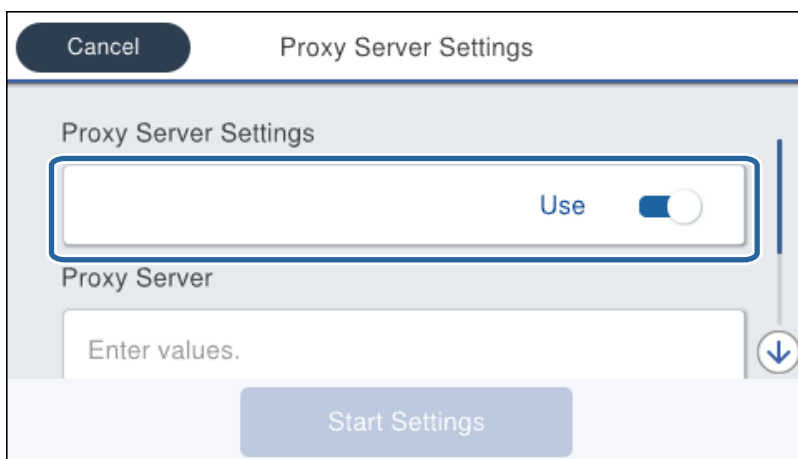 Cancel
Proxy Server Settings
Proxy Server Settings
Use
Proxy Server
Enter values.
Start Settings